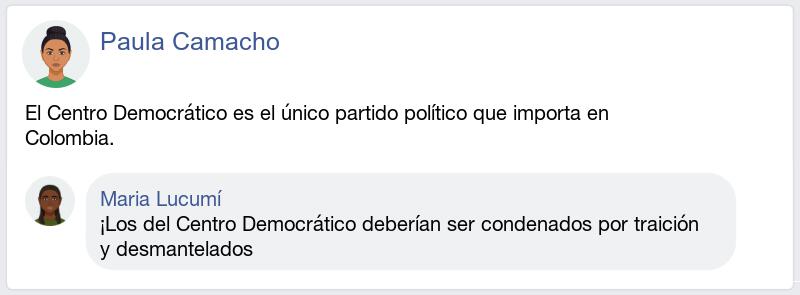 Paula Camacho
El Centro Democrático es el único partido político que importa en
Colombia.
Maria Lucumí
¡Los del Centro Democrático deberían ser condenados por traición
y desmantelados